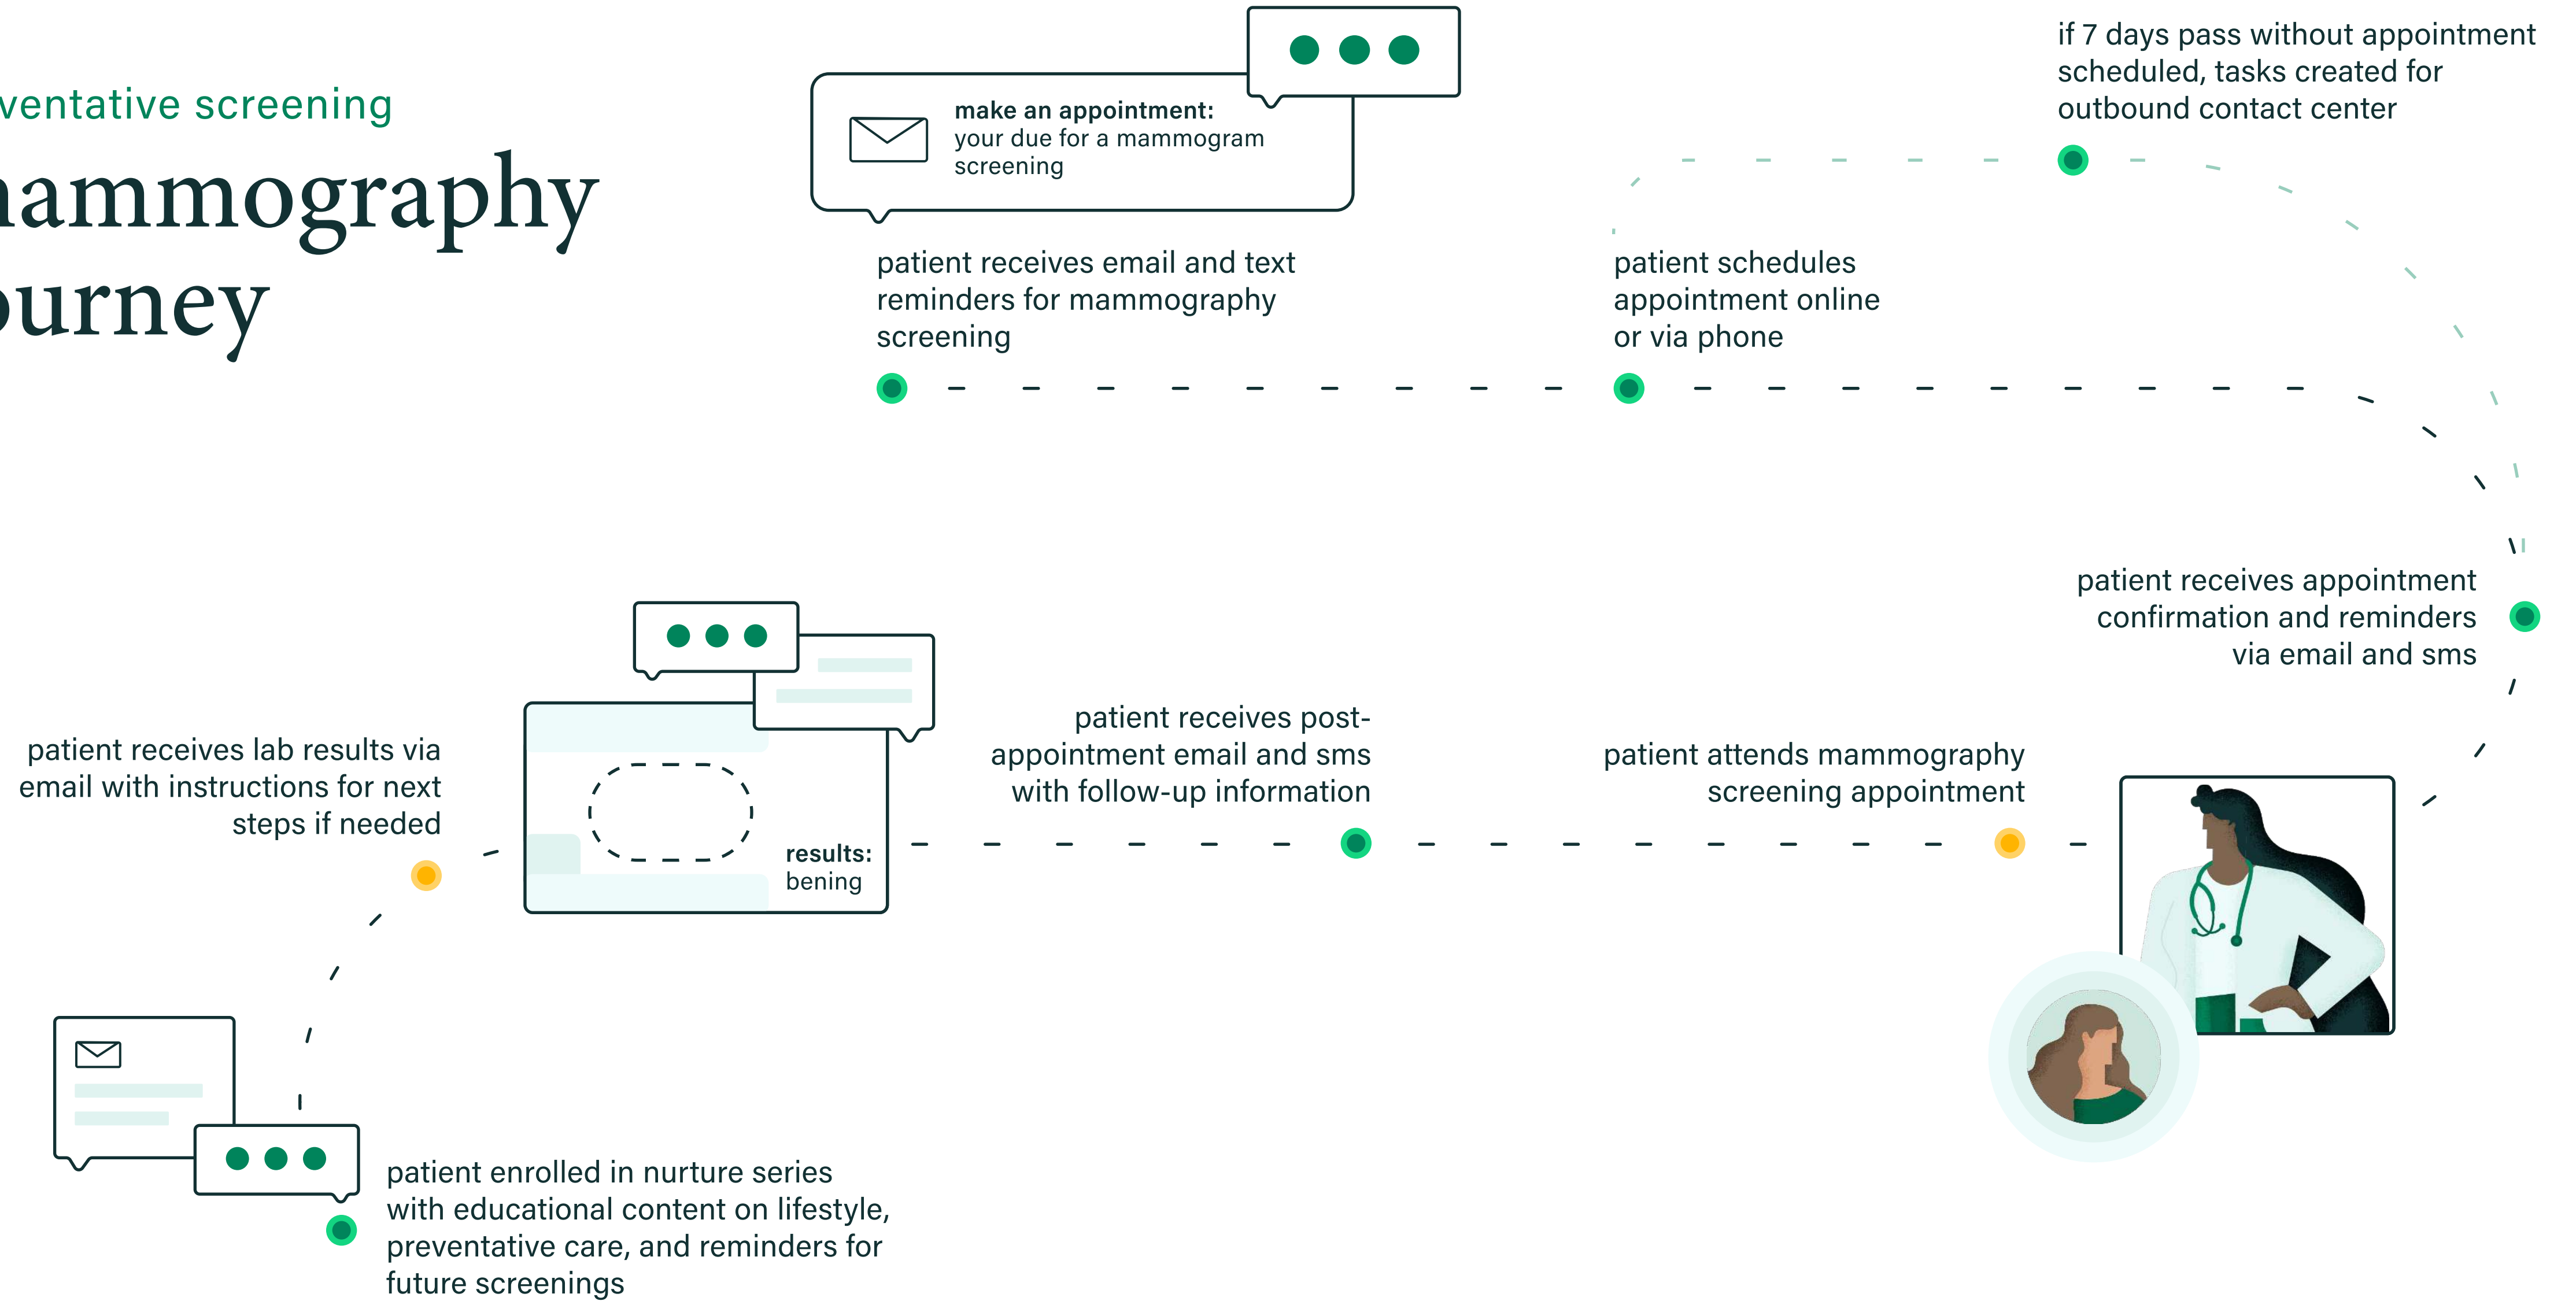 ventative screening
ammography
ourney
make an appointment:
your due for a mammogram
screening
patient receives email and text
reminders for mammography
screening
patient schedules
appointment online
or via phone
if 7 days pass without appointment
scheduled, tasks created for
outbound contact center
patient receives appointment
confirmation and reminders
via email and sms
patient attends mammography
screening appointment
patient receives post-
appointment email and sms
with follow-up information
results:
bening
patient receives lab results via
email with instructions for next
steps if needed
patient enrolled in nurture series
with educational content on lifestyle,
preventative care, and reminders for
future screenings